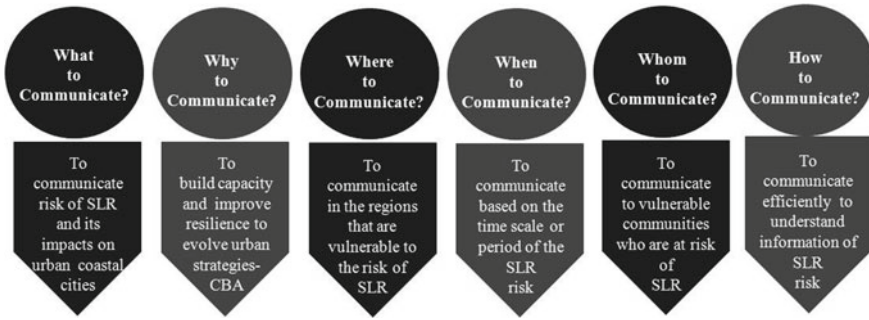 What
to
Communicate?
To
communicate
risk of SLR
and its
impacts on
urban coastal
cities
Why
to
Communicate?
To
build capacity
and improve
resilience to
evolve urban
strategies-
CBA
Where
to
Communicate?
To
communicate
in the regions
that are
vulnerable to
the risk of
SLR
When
to
Communicate?
To
communicate
based on the
time scale or
period of the
SLR
risk
Whom
to
Communicate?
To
communicate
to vulnerable
communities
who are at risk
of
SLR
How
to
Communicate?
To
communicate
efficiently to
understand
information of
SLR
risk